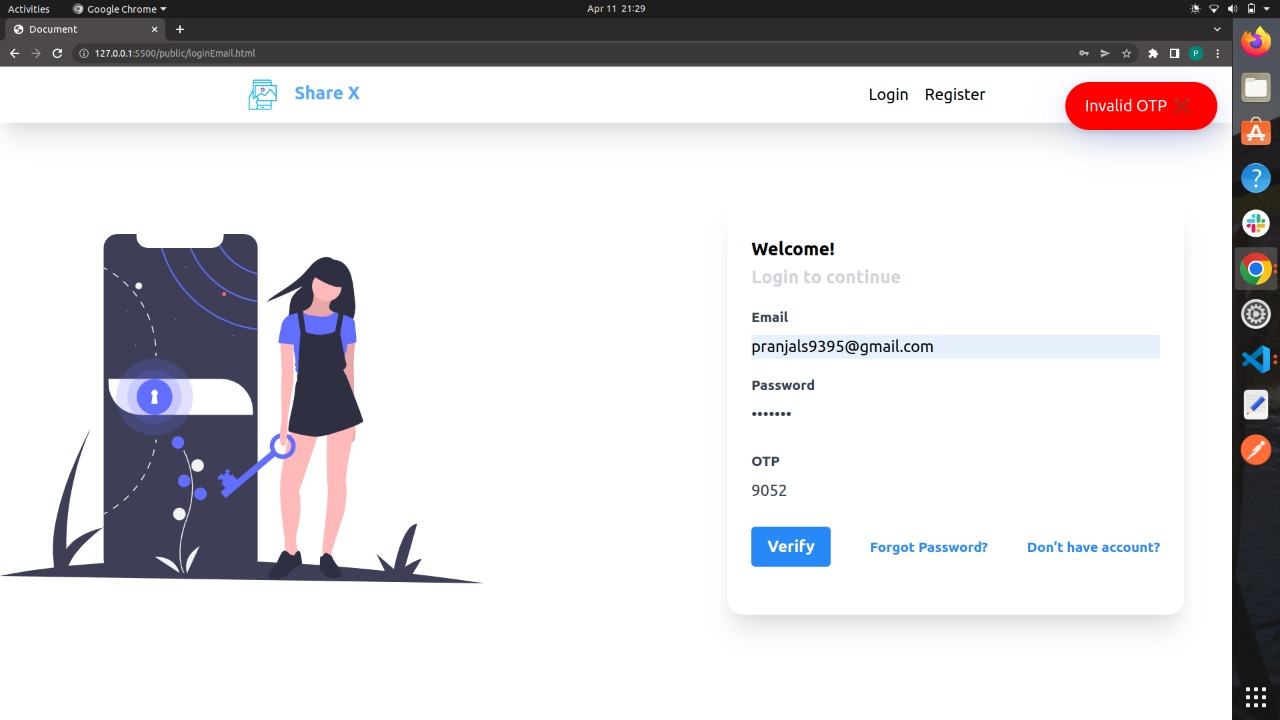 Activities
Google Chrome
Apr 11 21:29
Document
127.0.0.1:5500/public/loginEmail.html
P
Share X
Login
Register
Invalid OTP ❌
Welcome!
Login to continue
Email
pranjals9395@gmail.com
Password
•••••••
OTP
9052
Verify
Forgot Password?
Don't have account?